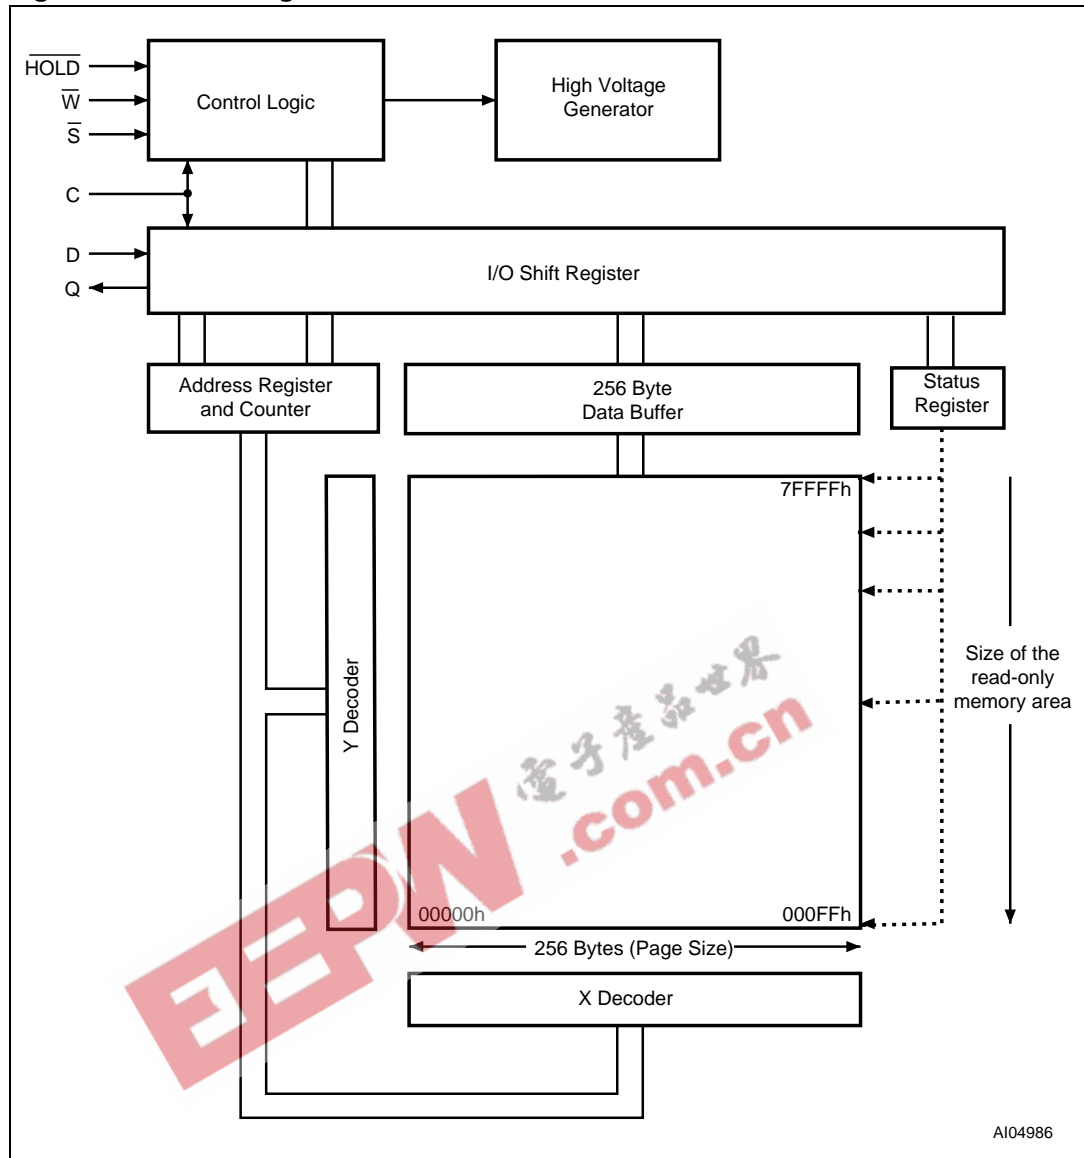 HOLD
W
S
C
D
Q
Control Logic
High Voltage
Generator
I/O Shift Register
Address Register
and Counter
256 Byte
Data Buffer
Status
Register
7FFFFh
Size of the
read-only
memory area
Y Decoder
00000h
000FFh
256 Bytes (Page Size)
X Decoder
EEPW
電子產品世界
.com.cn
AI04986